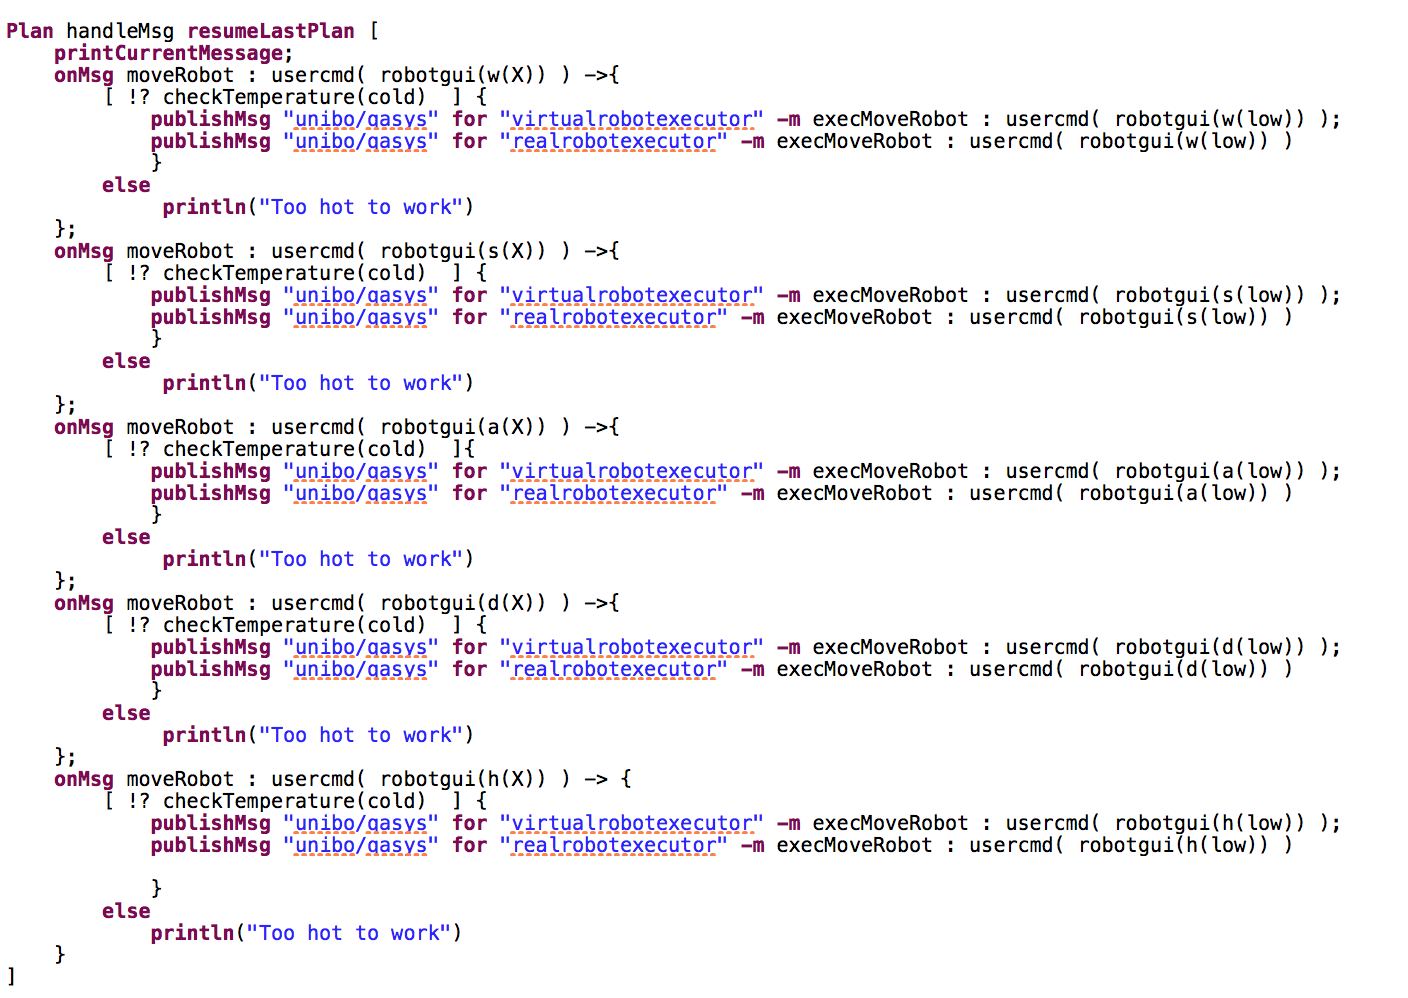 Plan handleMsg resumeLastPlan [
    printCurrentMessage;
    onMsg moveRobot : usercmd( robotgui(w(X)) ) ->{
        [ !? checkTemperature(cold)  ] {
            publishMsg "unibo/qasys" for "virtualrobotexecutor" -m execMoveRobot : usercmd( robotgui(w(low)) );
            publishMsg "unibo/qasys" for "realrobotexecutor" -m execMoveRobot : usercmd( robotgui(w(low)) )
            }
        else
             println("Too hot to work")
    };
    onMsg moveRobot : usercmd( robotgui(s(X)) ) ->{
        [ !? checkTemperature(cold)  ] {
            publishMsg "unibo/qasys" for "virtualrobotexecutor" -m execMoveRobot : usercmd( robotgui(s(low)) );
            publishMsg "unibo/qasys" for "realrobotexecutor" -m execMoveRobot : usercmd( robotgui(s(low)) )
            }
        else
             println("Too hot to work")
    };
    onMsg moveRobot : usercmd( robotgui(a(X)) ) ->{
        [ !? checkTemperature(cold)  ]{
            publishMsg "unibo/qasys" for "virtualrobotexecutor" -m execMoveRobot : usercmd( robotgui(a(low)) );
            publishMsg "unibo/qasys" for "realrobotexecutor" -m execMoveRobot : usercmd( robotgui(a(low)) )
            }
        else
             println("Too hot to work")
    };
    onMsg moveRobot : usercmd( robotgui(d(X)) ) ->{
        [ !? checkTemperature(cold)  ] {
            publishMsg "unibo/qasys" for "virtualrobotexecutor" -m execMoveRobot : usercmd( robotgui(d(low)) );
            publishMsg "unibo/qasys" for "realrobotexecutor" -m execMoveRobot : usercmd( robotgui(d(low)) )
            }
        else
             println("Too hot to work")
    };
    onMsg moveRobot : usercmd( robotgui(h(X)) ) -> {
        [ !? checkTemperature(cold)  ] {
            publishMsg "unibo/qasys" for "virtualrobotexecutor" -m execMoveRobot : usercmd( robotgui(h(low)) );
            publishMsg "unibo/qasys" for "realrobotexecutor" -m execMoveRobot : usercmd( robotgui(h(low)) )

            }
        else
            println("Too hot to work")
    }
]